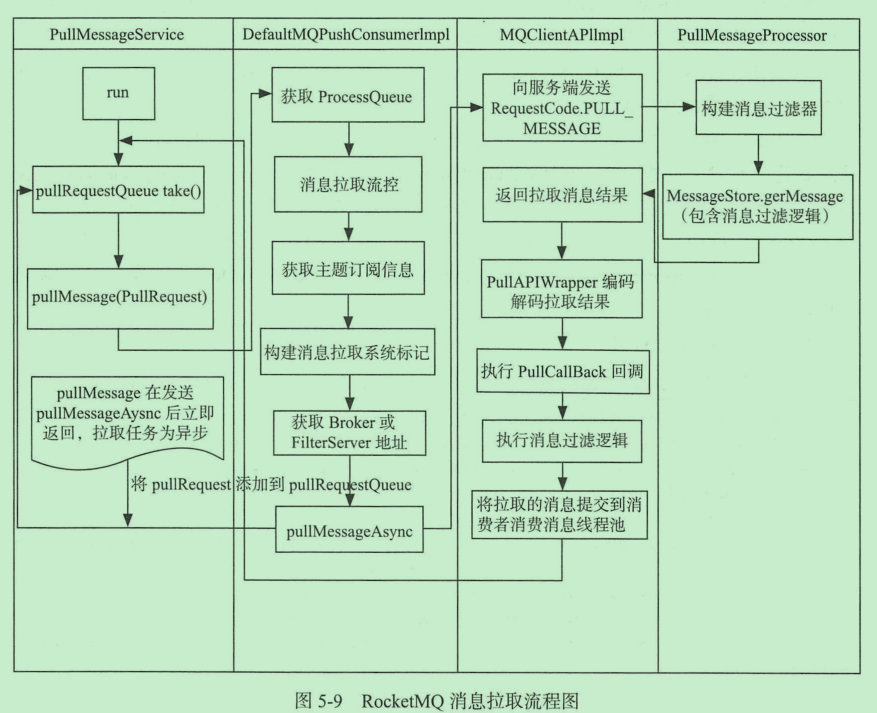 PullMessageService
run
pullRequestQueue take()
pullMessage(PullRequest)
pullMessage 在发送
pullMessageAysnc 后立即
返回，拉取任务为异步
将 pullRequest 添加到 pullRequestQueue
DefaultMQPushConsumerImpl
获取 ProcessQueue
消息拉取流控
获取主题订阅信息
构建消息拉取系统标记
获取 Broker 或
FilterServer 地址
pullMessageAsync
MQClientAPIImpl
向服务端发送
RequestCode.PULL_
MESSAGE
返回拉取消息结果
PullAPIWrapper 编码
解码拉取结果
执行 PullCallBack 回调
执行消息过滤逻辑
将拉取的消息提交到消
费者消费消息线程池
PullMessageProcessor
构建消息过滤器
MessageStore.gerMessage
（包含消息过滤逻辑）
图 5-9 RocketMQ 消息拉取流程图